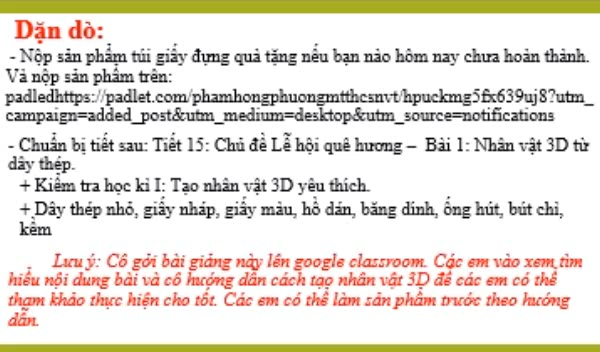 Dặn dò:
- Nộp sản phẩm túi giấy đựng quà tặng nếu bạn nào hôm nay chưa hoàn thành.
Và nộp sản phẩm trên:
padledhttps://padlet.com/phamhongphuongmtthcsnvt/hpuckmg5fx639uj8?utm_
campaign=added_post&utm_medium=desktop&utm_source=notifications
- Chuẩn bị tiết sau: Tiết 15: Chủ đề Lễ hội quê hương – Bài 1: Nhân vật 3D từ
dây thép.
+ Kiểm tra học kì I: Tạo nhân vật 3D yêu thích.
+ Dây thép nhỏ, giấy nháp, giấy màu, hồ dán, băng dính, ống hút, bút chì,
kềm
Lưu ý: Cô gởi bài giảng này lên google classroom. Các em vào xem tìm
hiểu nội dung bài và cô hướng dẫn cách tạo nhân vật 3D để các em có thể
tham khảo thực hiện cho tốt. Các em có thể làm sản phẩm trước theo hướng
dẫn.